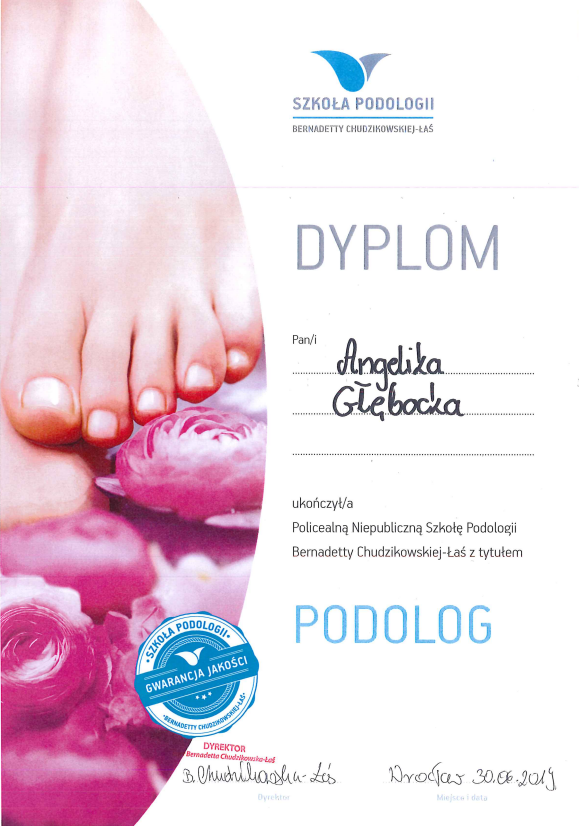 SZKOŁA PODOLOGII
BERNADETTY CHUDZIKOWSKIEJ-ŁAŚ
DYPLOM
Pan/i
Angelika
Głębocka
ukończył/a
Policealną Niepubliczną Szkołę Podologii
Bernadetty Chudzikowskiej-Łaś z tytułem
PODOLOG
•SZKOŁA PODOLOGII•
GWARANCJA JAKOŚCI
•BERNADETTY CHUDZIKOWSKIEJ-ŁAŚ•
DYREKTOR
Bernadetta Chudzikowska-Łaś
B. Chudzikowska-Łaś
Wrocław 30.06.2019
Dyrektor
Miejsce i data